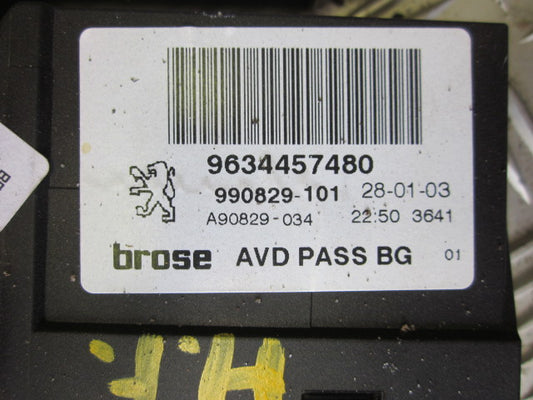 9634457480
990829-101 28-01-03
A90829-034 22:50 3641
brose AVD PASS BG 01
H.F.